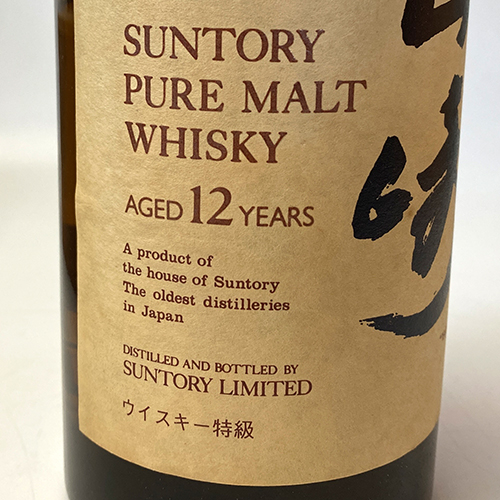 SUNTORY
PURE MALT
WHISKY
AGED 12 YEARS
A product of
the house of Suntory
The oldest distilleries
in Japan
DISTILLED AND BOTTLED BY
SUNTORY LIMITED
ウイスキー特級
崎